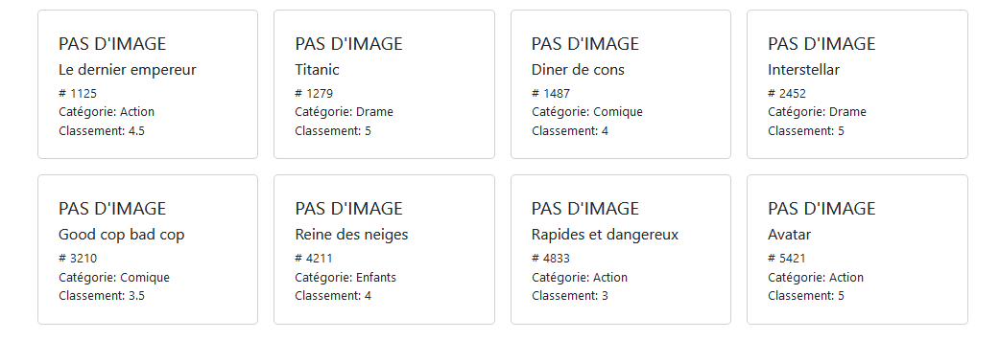 PAS D'IMAGE
Le dernier empereur
# 1125
Catégorie: Action
Classement: 4.5
PAS D'IMAGE
Titanic
# 1279
Catégorie: Drame
Classement: 5
PAS D'IMAGE
Diner de cons
# 1487
Catégorie: Comique
Classement: 4
PAS D'IMAGE
Interstellar
# 2452
Catégorie: Drame
Classement: 5
PAS D'IMAGE
Good cop bad cop
# 3210
Catégorie: Comique
Classement: 3.5
PAS D'IMAGE
Reine des neiges
# 4211
Catégorie: Enfants
Classement: 4
PAS D'IMAGE
Rapides et dangereux
# 4833
Catégorie: Action
Classement: 3
PAS D'IMAGE
Avatar
# 5421
Catégorie: Action
Classement: 5